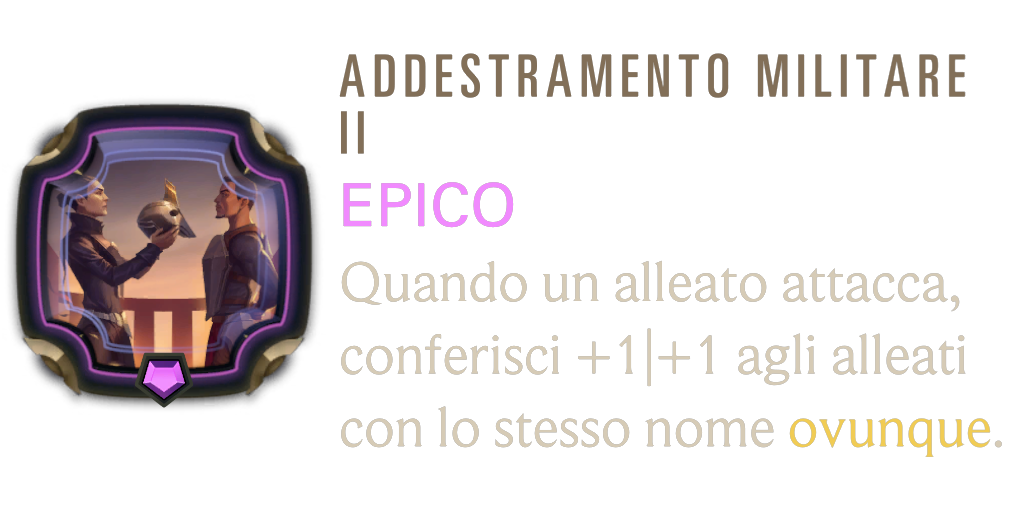 ADDESTRAMENTO MILITARE
II
EPICO
Quando un alleato attacca,
conferisci +1|+1 agli alleati
con lo stesso nome ovunque.